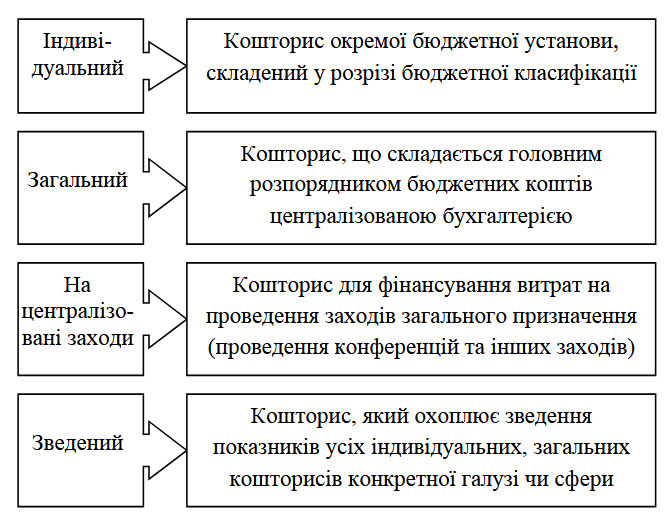 Індиві-
дуальний
Кошторис окремої бюджетної установи,
складений у розрізі бюджетної класифікації
Загальний
Кошторис, що складається головним
розпорядником бюджетних коштів
централізованою бухгалтерією
На
централізо-
вані заходи
Кошторис для фінансування витрат на
проведення заходів загального призначення
(проведення конференцій та інших заходів)
Зведений
Кошторис, який охоплює зведення
показників усіх індивідуальних, загальних
кошторисів конкретної галузі чи сфери